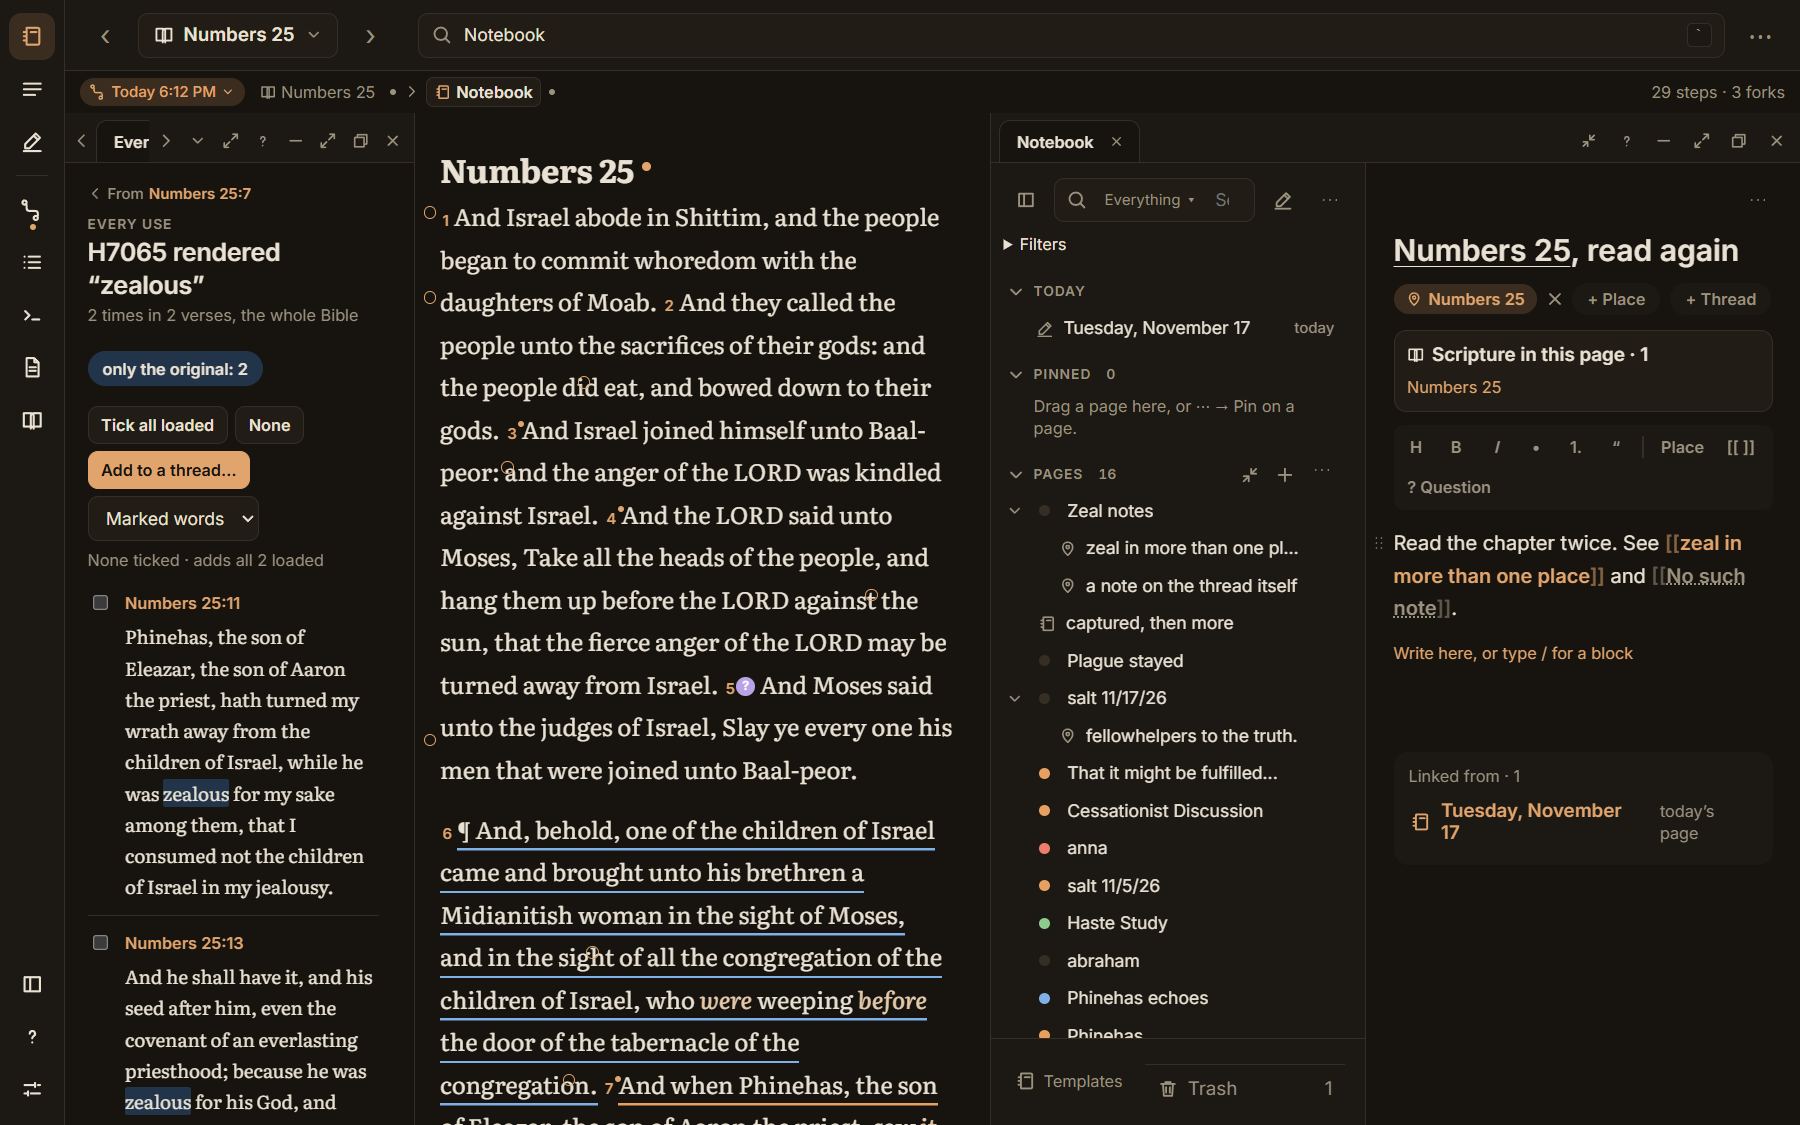 Numbers 25
Notebook
`
Today 6:12 PM
Numbers 25
Notebook
29 steps · 3 forks
Ever
?
From Numbers 25:7
EVERY USE
H7065 rendered
“zealous”
2 times in 2 verses, the whole Bible
only the original: 2
Tick all loaded
None
Add to a thread...
Marked words
None ticked · adds all 2 loaded
Numbers 25:11
Phinehas, the son of
Eleazar, the son of Aaron
the priest, hath turned my
wrath away from the
children of Israel, while he
was zealous for my sake
among them, that I
consumed not the children
of Israel in my jealousy.
Numbers 25:13
And he shall have it, and his
seed after him, even the
covenant of an everlasting
priesthood; because he was
zealous for his God, and
Numbers 25
1 And Israel abode in Shittim, and the people
began to commit whoredom with the
daughters of Moab. 2 And they called the
people unto the sacrifices of their gods: and
the people did eat, and bowed down to their
gods. 3 And Israel joined himself unto Baal-
peor: and the anger of the LORD was kindled
against Israel. 4 And the LORD said unto
Moses, Take all the heads of the people, and
hang them up before the LORD against the
sun, that the fierce anger of the LORD may be
turned away from Israel. 5 ? And Moses said
unto the judges of Israel, Slay ye every one his
men that were joined unto Baal-peor.
6 ¶ And, behold, one of the children of Israel
came and brought unto his brethren a
Midianitish woman in the sight of Moses,
and in the sight of all the congregation of the
children of Israel, who were weeping before
the door of the tabernacle of the
congregation. 7 And when Phinehas, the son
of Eleazar, the son of Aaron the priest, saw it,
Notebook
?
Everything
Filters
TODAY
Tuesday, November 17 today
PINNED 0
Drag a page here, or ··· → Pin on a
page.
PAGES 16
Zeal notes
zeal in more than one pl...
a note on the thread itself
captured, then more
Plague stayed
salt 11/17/26
fellowhelpers to the truth.
That it might be fulfilled...
Cessationist Discussion
anna
salt 11/5/26
Haste Study
abraham
Phinehas echoes
Phinehas
Templates
Trash 1
Numbers 25, read again
Numbers 25
+ Place
+ Thread
Scripture in this page · 1
Numbers 25
H B I • 1. “ Place [[ ]]
? Question
Read the chapter twice. See [[zeal in
more than one place]] and [[No such
note]].
Write here, or type / for a block
Linked from · 1
Tuesday, November
17
today’s
page
?